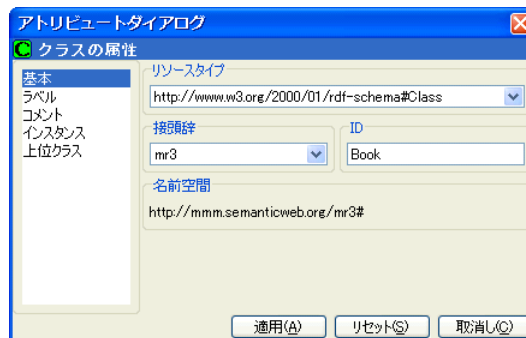 アトリビュートダイアログ
C クラスの属性
基本
ラベル
コメント
インスタンス
上位クラス
リソースタイプ
http://www.w3.org/2000/01/rdf-schema#Class
接頭辞
ID
mr3
Book
名前空間
http://mmm.semanticweb.org/mr3#
適用(A)
リセット(S)
取消し(C)